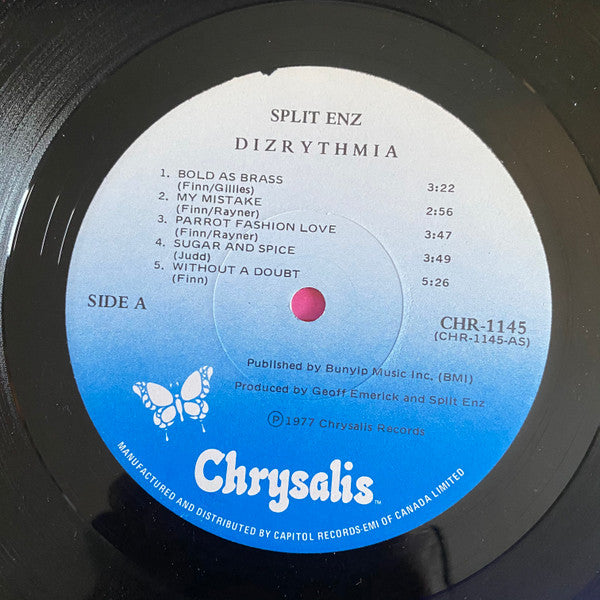 SPLIT ENZ
DIZRYTHMIA
1. BOLD AS BRASS 3:22
(Finn/Gillies)
2. MY MISTAKE 2:56
(Finn/Rayner)
3. PARROT FASHION LOVE 3:47
(Finn/Rayner)
4. SUGAR AND SPICE 3:49
(Judd)
5. WITHOUT A DOUBT 5:26
(Finn)
SIDE A
CHR-1145
(CHR-1145-AS)
Published by Bunyip Music Inc. (BMI)
Produced by Geoff Emerick and Split Enz
Ⓟ 1977 Chrysalis Records
Chrysalis™
MANUFACTURED AND DISTRIBUTED BY CAPITOL RECORDS-EMI OF CANADA LIMITED